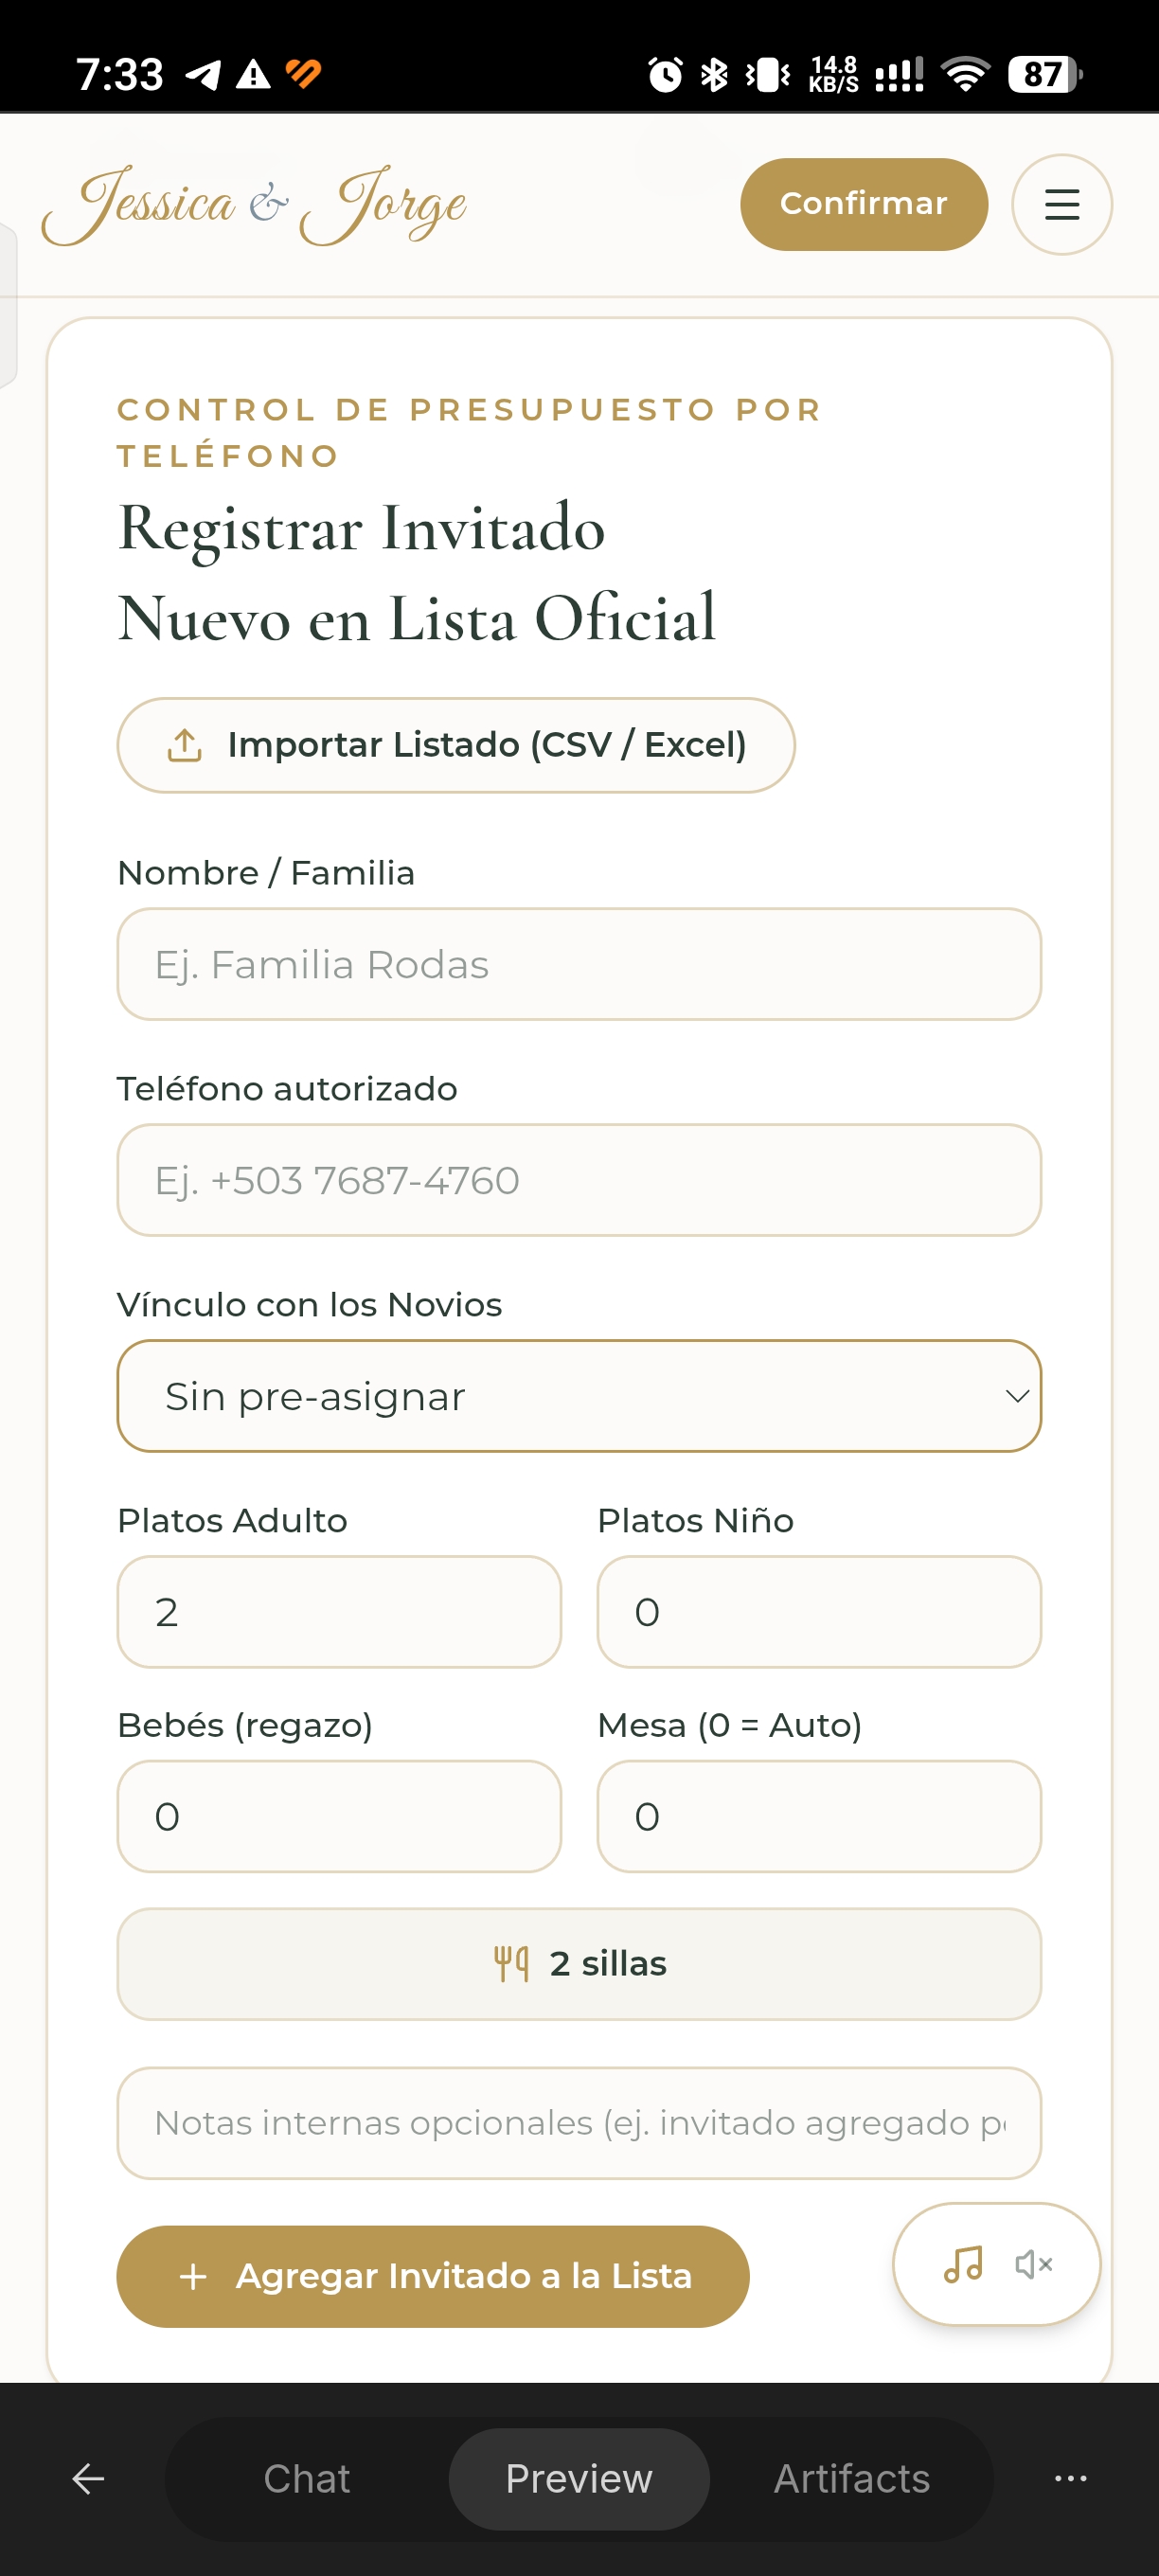 7:33
14.8
KB/S
87
Jessica & Jorge
Confirmar
CONTROL DE PRESUPUESTO POR
TELÉFONO
Registrar Invitado
Nuevo en Lista Oficial
Importar Listado (CSV / Excel)
Nombre / Familia
Ej. Familia Rodas
Teléfono autorizado
Ej. +503 7687-4760
Vínculo con los Novios
Sin pre-asignar
Platos Adulto
Platos Niño
2
0
Bebés (regazo)
Mesa (0 = Auto)
0
0
2 sillas
Notas internas opcionales (ej. invitado agregado
Agregar Invitado a la Lista
Chat
Preview
Artifacts